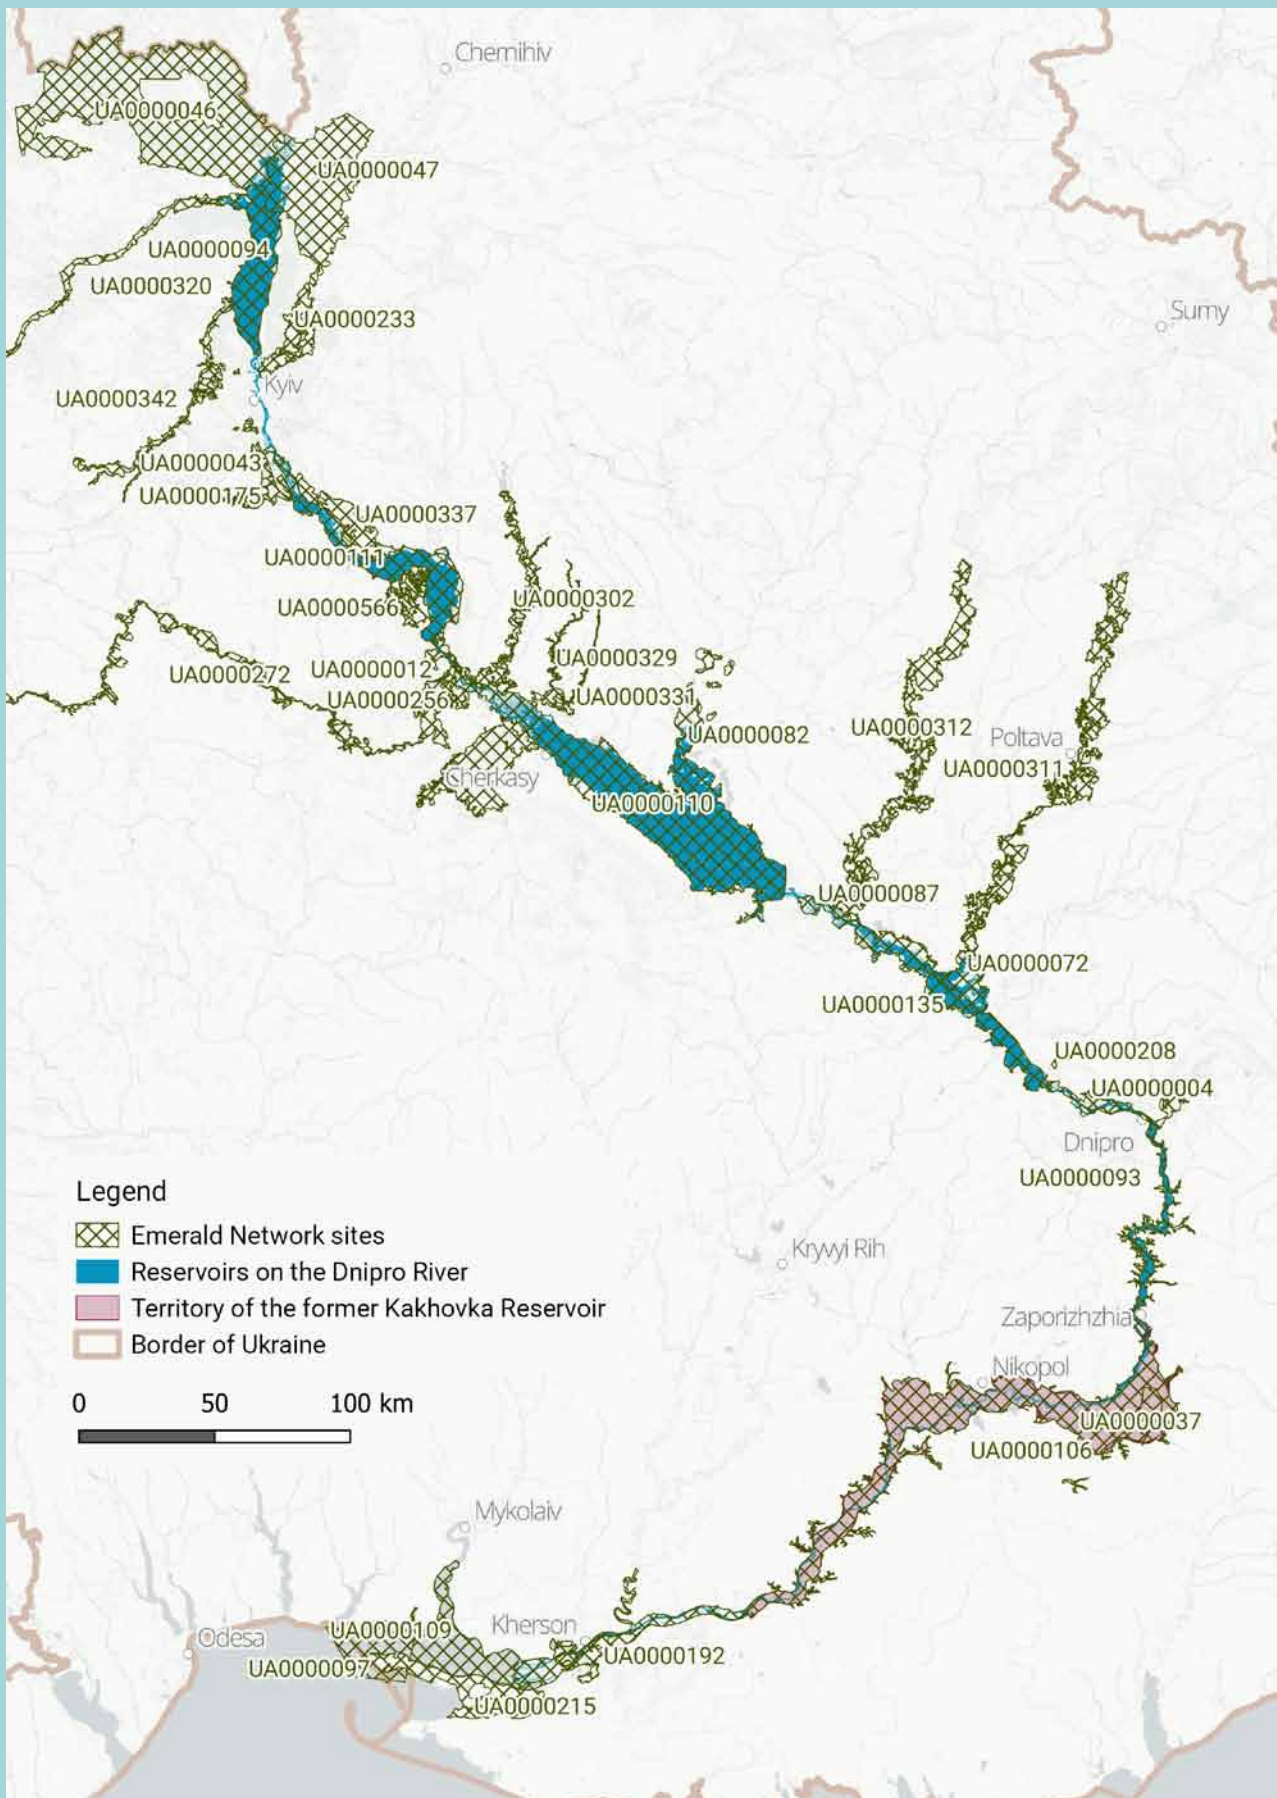 Chernihiv
UA0000046
UA0000047
UA0000094
UA0000320
Sumy
UA0000233
Kyiv
UA0000342
UA0000043
UA0000175
UA0000337
UA0000111
UA0000302
UA0000566
UA0000329
UA0000012
UA0000272
UA0000256
UA0000331
UA0000312
UA0000082
Poltava
UA0000311
Cherkasy
UA0000110
UA0000087
UA0000072
UA0000135
UA0000208
UA0000004
Dnipro
UA0000093
Legend
Emerald Network sites
Reservoirs on the Dnipro River
Territory of the former Kakhovka Reservoir
Border of Ukraine
0 50 100 km
Kryvyi Rih
Zaporizhzhia
Nikopol
UA0000037
UA0000106
Mykolaiv
UA0000109
Kherson
Odesa
UA0000192
UA0000097
UA0000215